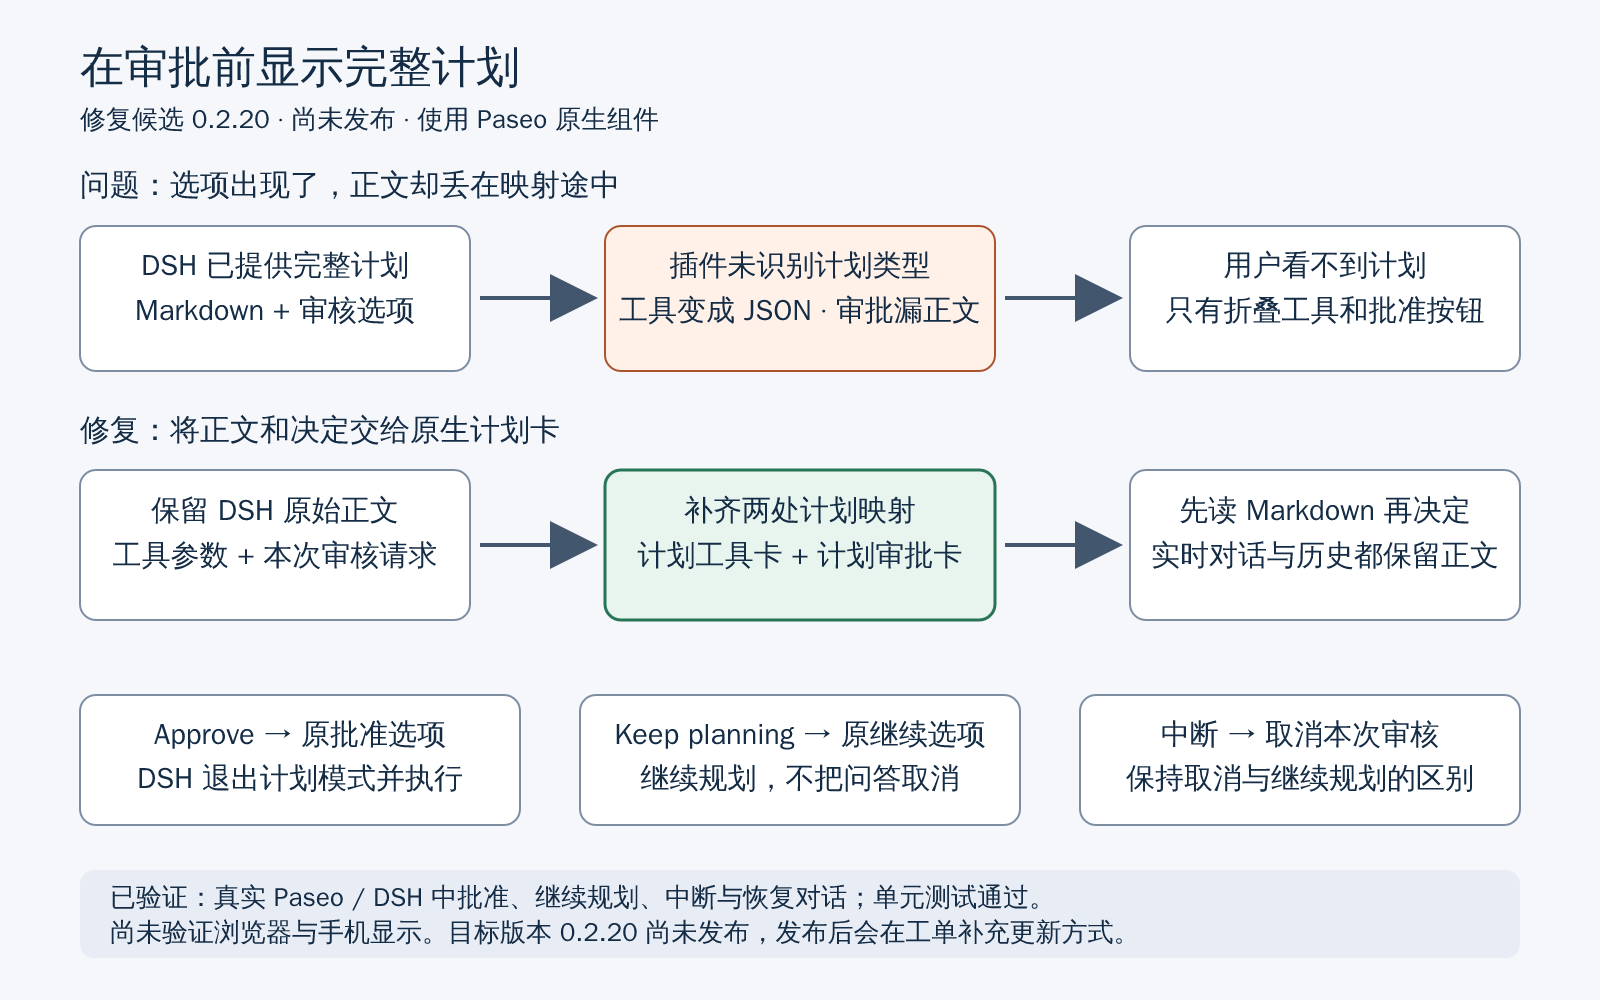 在审批前显示完整计划
修复候选 0.2.20 · 尚未发布 · 使用 Paseo 原生组件
问题：选项出现了，正文却丢在映射途中
DSH 已提供完整计划
Markdown + 审核选项
插件未识别计划类型
工具变成 JSON · 审批漏正文
用户看不到计划
只有折叠工具和批准按钮
修复：将正文和决定交给原生计划卡
保留 DSH 原始正文
工具参数 + 本次审核请求
补齐两处计划映射
计划工具卡 + 计划审批卡
先读 Markdown 再决定
实时对话与历史都保留正文
Approve → 原批准选项
DSH 退出计划模式并执行
Keep planning → 原继续选项
继续规划，不把问答取消
中断 → 取消本次审核
保持取消与继续规划的区别
已验证：真实 Paseo / DSH 中批准、继续规划、中断与恢复对话；单元测试通过。
尚未验证浏览器与手机显示。目标版本 0.2.20 尚未发布，发布后会在工单补充更新方式。